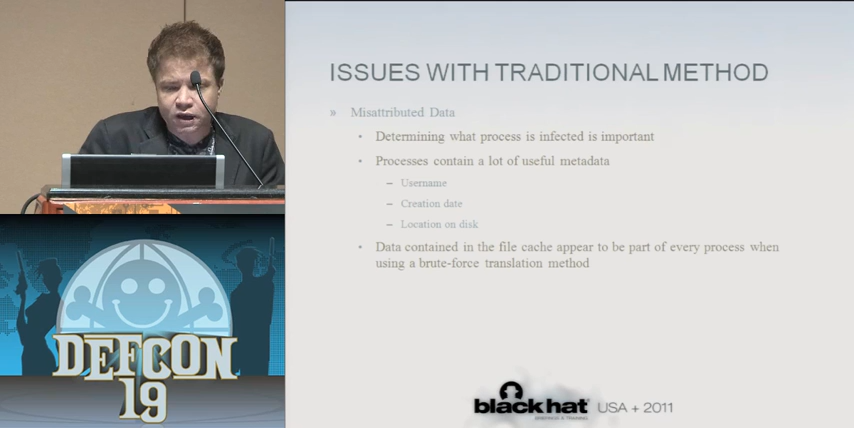 ISSUES WITH TRADITIONAL METHOD
» Misattributed Data
• Determining what process is infected is important
• Processes contain a lot of useful metadata
– Username
– Creation date
– Location on disk
• Data contained in the file cache appear to be part of every process when
using a brute-force translation method
DEFCON
19
black hat USA + 2011